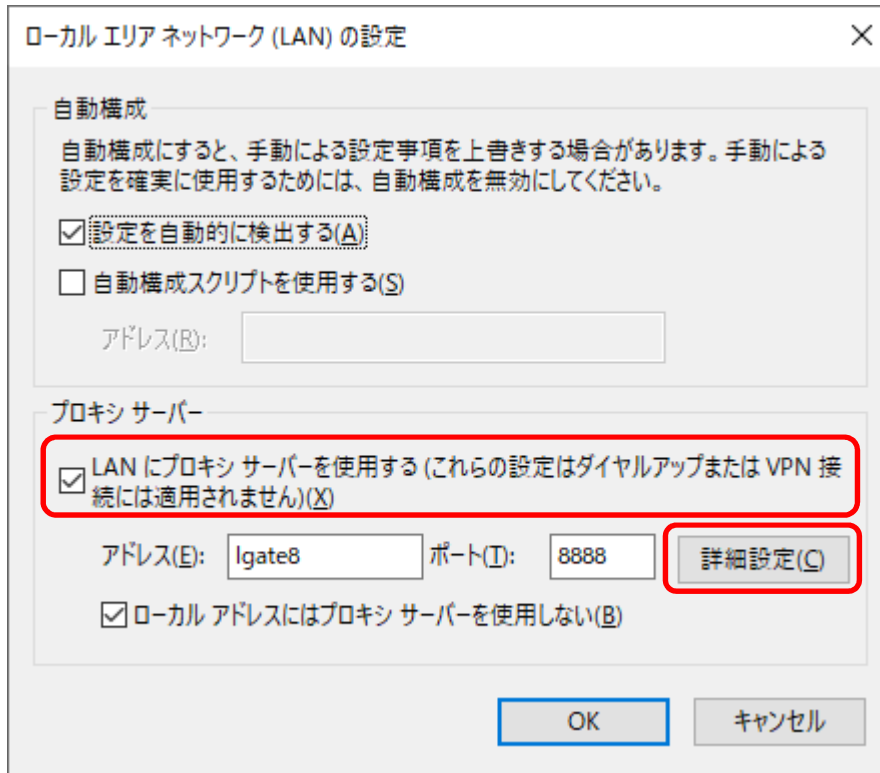 ローカル エリア ネットワーク (LAN) の設定
自動構成
自動構成にすると、手動による設定事項を上書きする場合があります。手動による
設定を確実に使用するためには、自動構成を無効にしてください。
設定を自動的に検出する(A)
自動構成スクリプトを使用する(S)
アドレス(R):
プロキシ サーバー
LAN にプロキシ サーバーを使用する (これらの設定はダイヤルアップまたは VPN 接
続には適用されません)(X)
アドレス(E): lgate8 ポート(T): 8888 詳細設定(C)
ローカル アドレスにはプロキシ サーバーを使用しない(B)
OK キャンセル